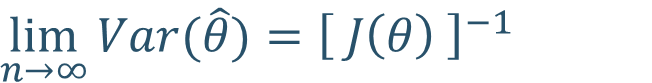 lim n→∞ Var(θ̂) = [ J(θ) ]⁻¹